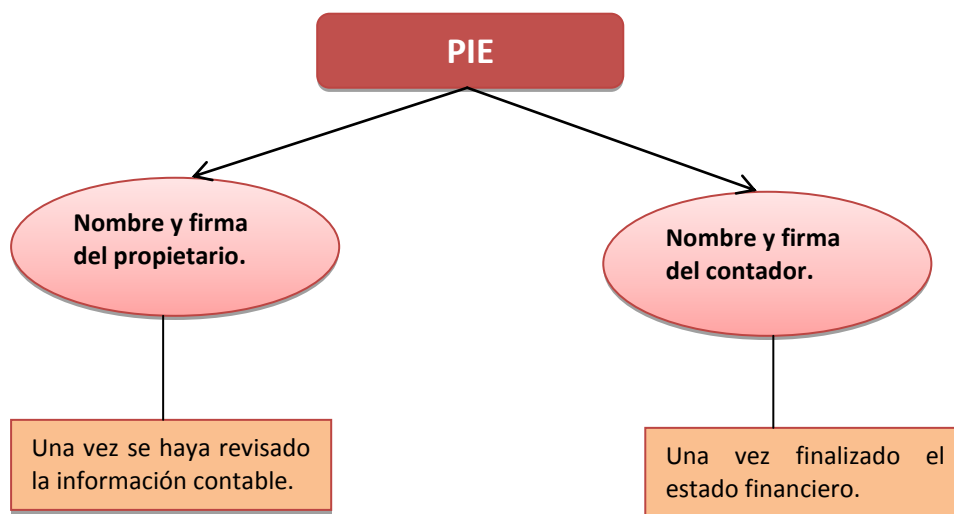 PIE
Nombre y firma
del propietario.
Nombre y firma
del contador.
Una vez se haya revisado
la información contable.
Una vez finalizado el
estado financiero.